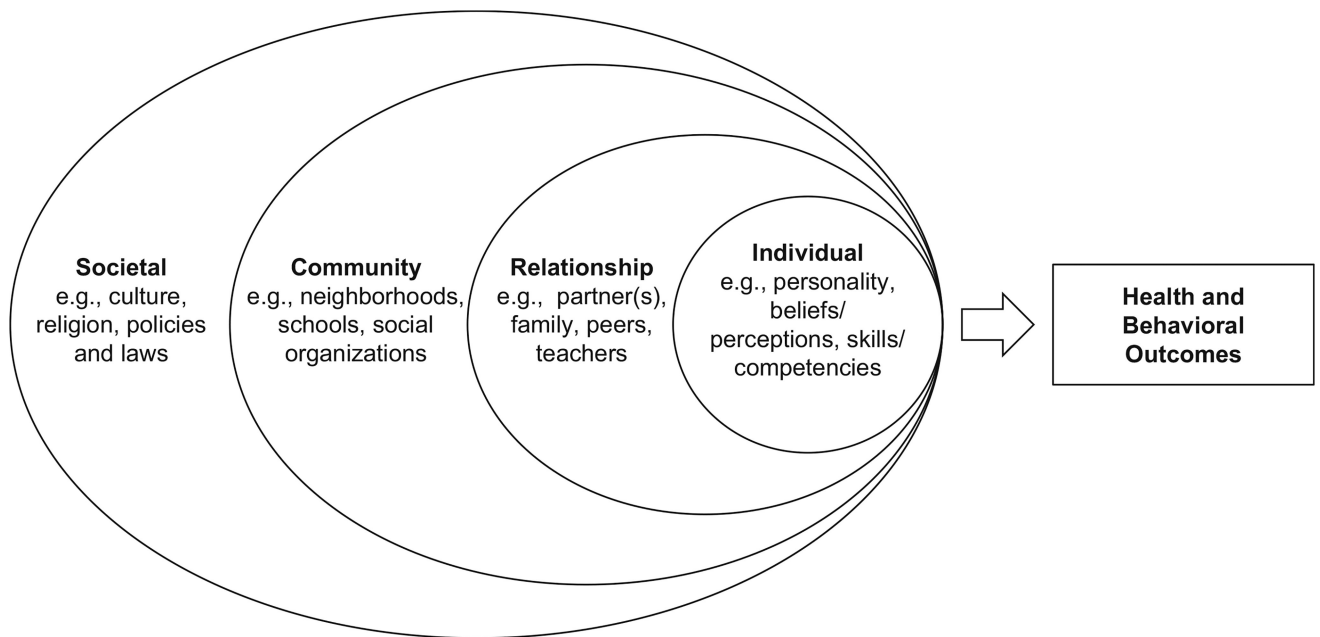 Societal
e.g., culture,
religion, policies
and laws
Community
e.g., neighborhoods,
schools, social
organizations
Relationship
e.g., partner(s),
family, peers,
teachers
Individual
e.g., personality,
beliefs/
perceptions, skills/
competencies
Health and
Behavioral
Outcomes